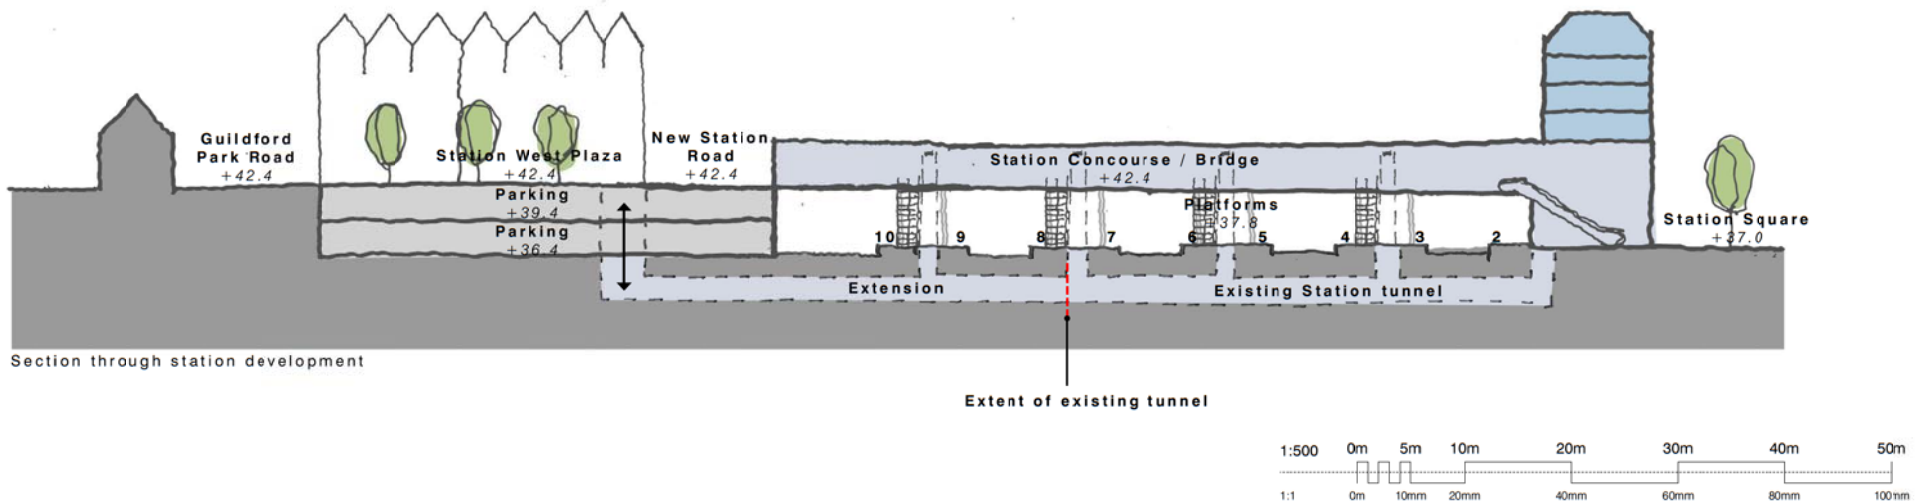 Guildford
Park Road
+42.4
Station West Plaza
+42.4
New Station
Road
+42.4
Station Concourse / Bridge
+42.4
Parking
+39.4
Parking
+36.4
Platforms
+37.8
Station Square
+37.0
10 9 8 7 6 5 4 3 2
Extension
Existing Station tunnel
Section through station development
Extent of existing tunnel
1:500 0m 5m 10m 20m 30m 40m 50m
1:1 0m 10mm 20mm 40mm 60mm 80mm 100mm